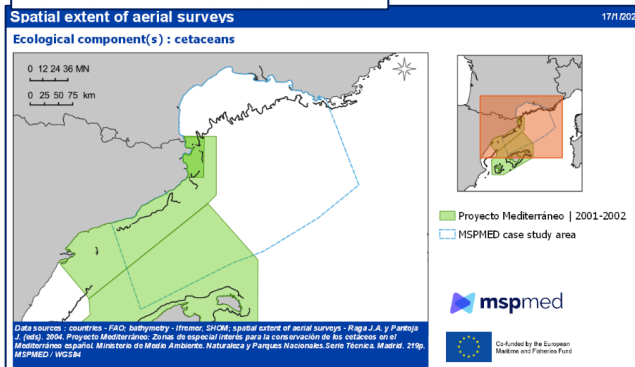 Spatial extent of aerial surveys
17/1/202
Ecological component(s) : cetaceans
0 12 24 36 MN
0 25 50 75 km
Proyecto Mediterráneo | 2001-2002
MSPMED case study area
mspmed
Data sources : countries - FAO; bathymetry - Ifremer, SHOM; spatial extent of aerial surveys - Raga J.A. y Pantoja
J. (eds). 2004. Proyecto Mediterráneo: Zonas de especial interés para la conservación de los cetáceos en el
Mediterráneo español. Ministerio de Medio Ambiente. Naturaleza y Parques Nacionales.Serie Técnica. Madrid. 219p.
MSPMED / WGS84
Co-funded by the European
Maritime and Fisheries Fund